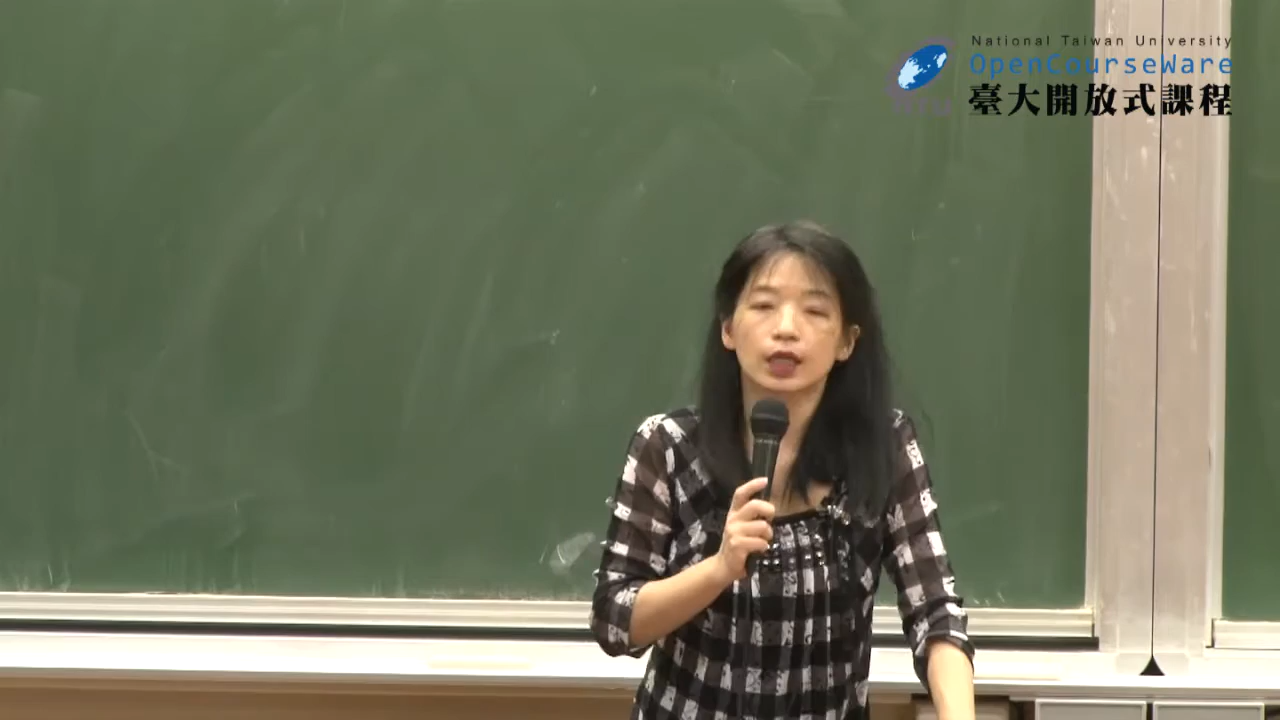 National Taiwan University
OpenCourseWare
臺大開放式課程